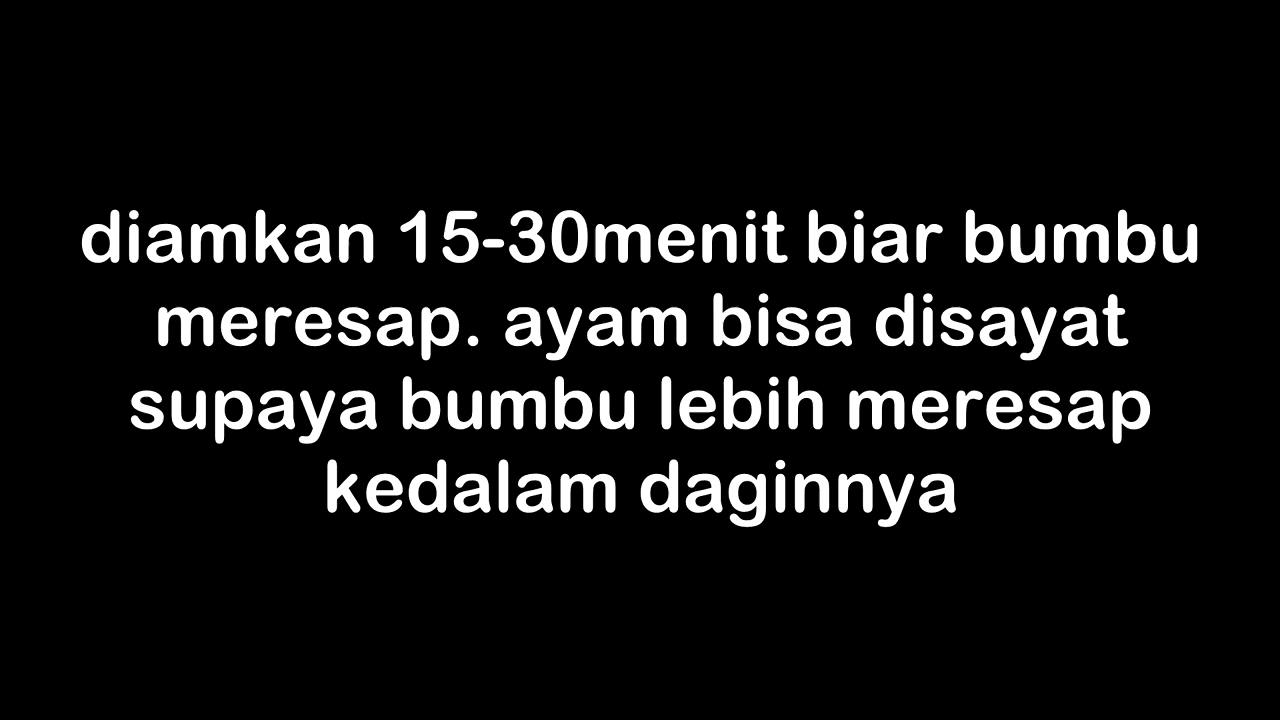 diamkan 15-30menit biar bumbu
meresap. ayam bisa disayat
supaya bumbu lebih meresap
kedalam daginnya